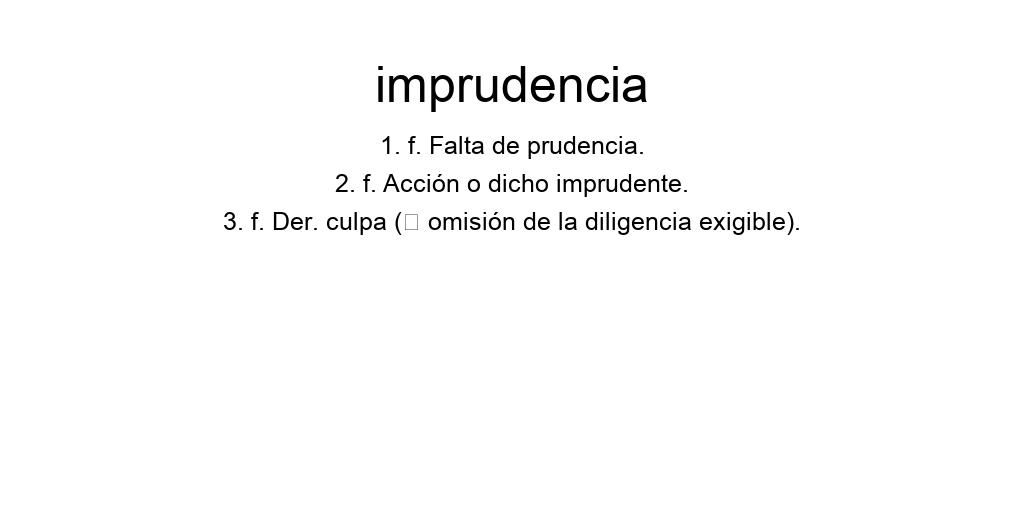 imprudencia
1. f. Falta de prudencia.
2. f. Acción o dicho imprudente.
3. f. Der. culpa (□ omisión de la diligencia exigible).